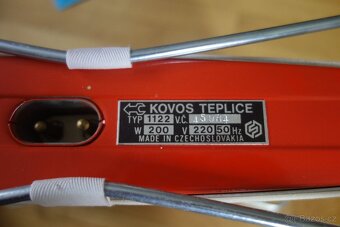 KOVOS TEPLICE
TYP 1122 V.C.
W 200 V 220 50 Hz
MADE IN CZECHOSLOVAKIA